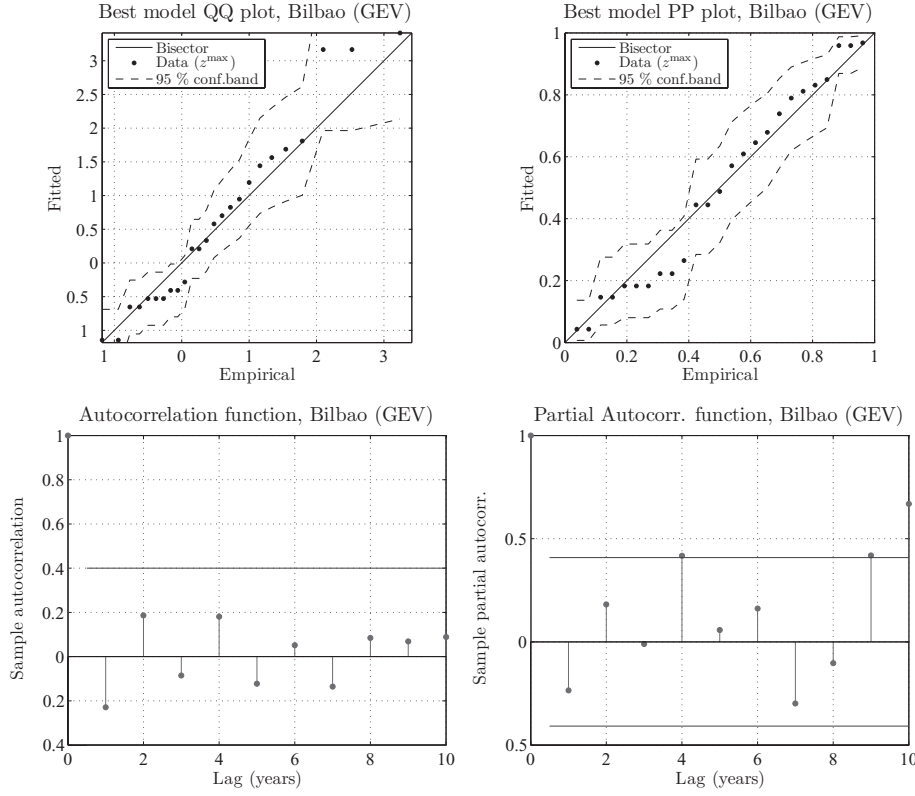 Best model QQ plot, Bilbao (GEV)
Bisector
Data (z^max)
95 % conf.band
3
2
1.5
1
0.5
0
0.5
1
Fitted
1 0 1 2 3
Empirical
Best model PP plot, Bilbao (GEV)
Bisector
Data (z^max)
95 % conf.band
1
0.8
0.6
0.4
0.2
0
Fitted
0 0.2 0.4 0.6 0.8 1
Empirical
Autocorrelation function, Bilbao (GEV)
1
0.8
0.6
0.4
0.2
0
0.2
0.4
Sample autocorrelation
0 2 4 6 8 10
Lag (years)
Partial Autocorr. function, Bilbao (GEV)
1
0.5
0
0.5
Sample partial autocorr.
0 2 4 6 8 10
Lag (years)